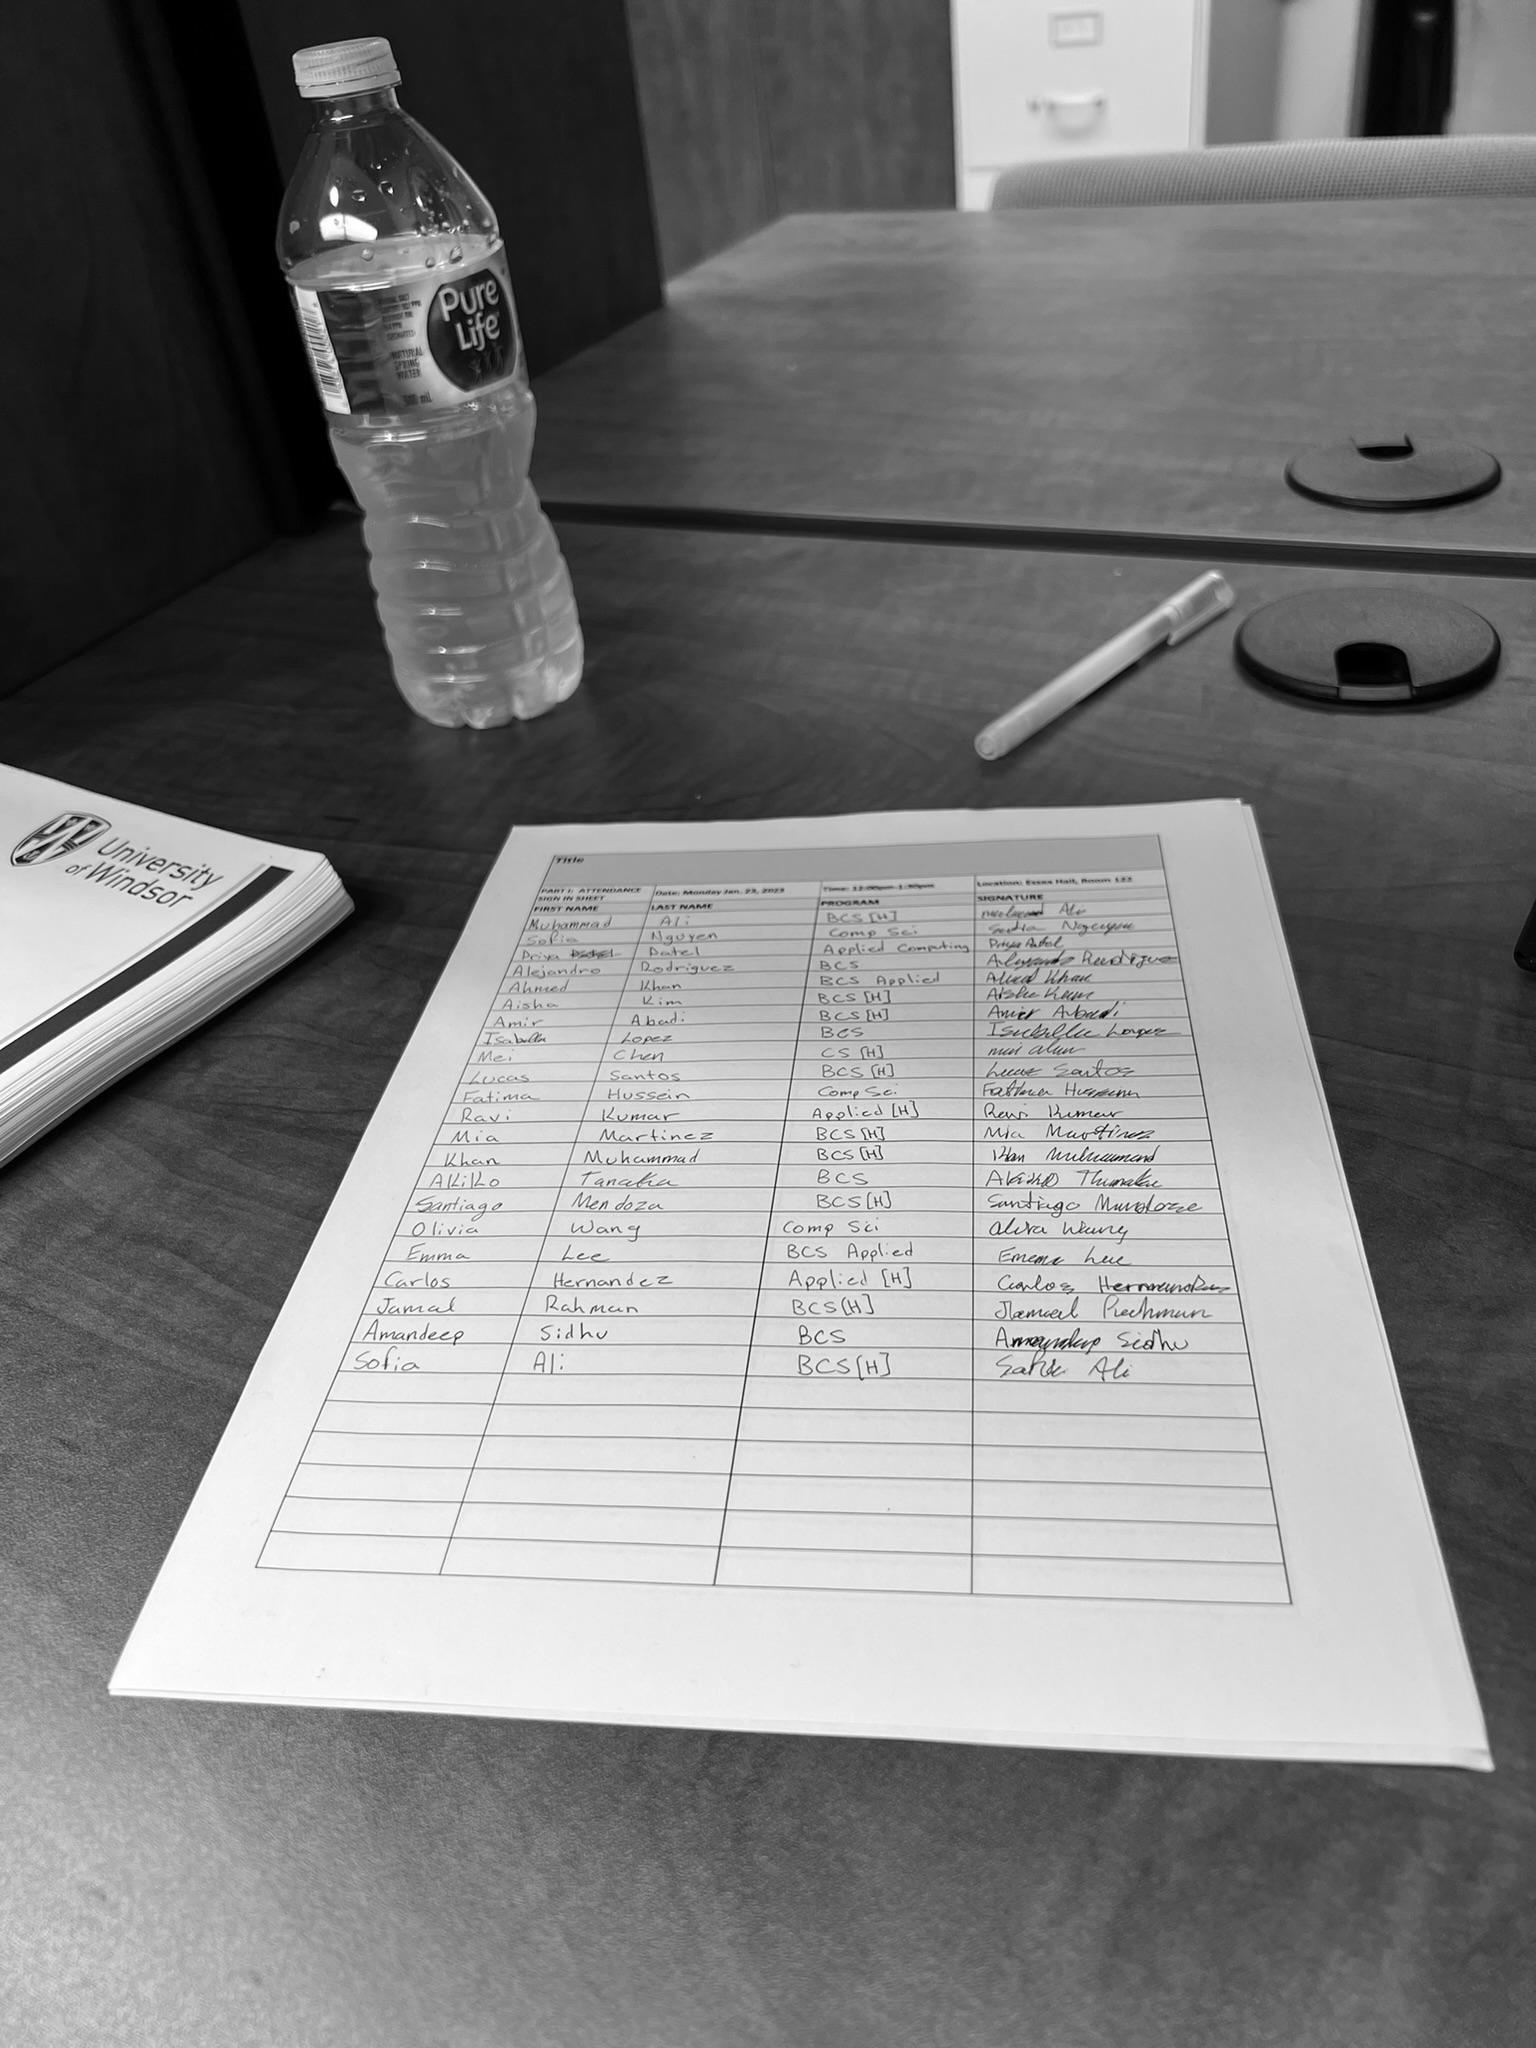 Pure
Life
NATURAL
SPRING
WATER
500 mL
University
of Windsor
Title
PART I: ATTENDANCE SIGN IN SHEET Date: Monday Jan. 23, 2023 Time: 12:00pm-1:30pm Location: Essex Hall, Room 122
FIRST NAME LAST NAME PROGRAM SIGNATURE
Muhammad Ali BCS [H] Ali
Sofia Nguyen Comp Sci Nguyen
Priya Patel Applied Computing Priya Patel
Alejandro Rodriguez BCS Alejandro Rodriguez
Ahmed Khan BCS Applied Ahmed Khan
Aisha Kim BCS [H] Aisha Kim
Amir Abadi BCS [H] Amir Abadi
Isabella Lopez BCS Isabella Lopez
Mei Chen CS [H] Mei Chen
Lucas Santos BCS [H] Lucas Santos
Fatima Hussein Comp Sci Fatima Hussein
Ravi Kumar Applied [H] Ravi Kumar
Mia Martinez BCS [H] Mia Martinez
Khan Muhammad BCS [H] Khan Muhammad
Akiko Tanaka BCS Akiko
Santiago Mendoza BCS [H] Santiago Mendoza
Olivia Wang Comp Sci Wang
Emma Lee BCS Applied Emma Lee
Carlos Hernandez Applied [H] Carlos Hernandez
Jamal Rahman BCS [H] Jamal Rahman
Amandeep Sidhu BCS Amandeep Sidhu
Sofia Ali BCS [H] Sofia Ali